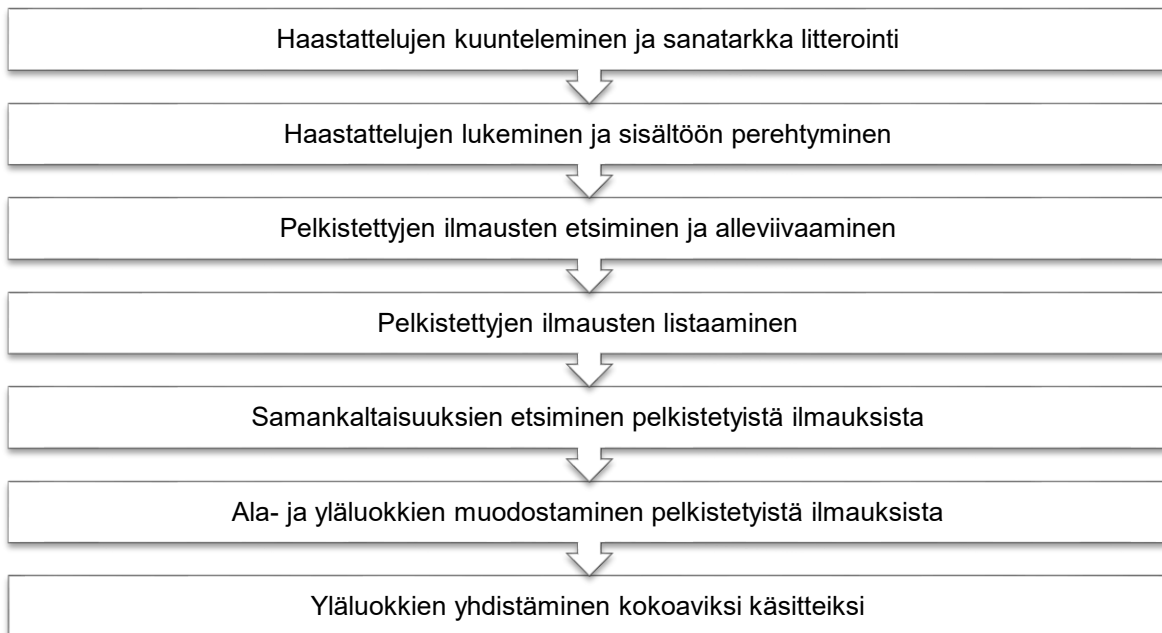 Haastattelujen kuunteleminen ja sanatarkka litterointi
Haastattelujen lukeminen ja sisältöön perehtyminen
Pelkistettyjen ilmausten etsiminen ja alleviivaaminen
Pelkistettyjen ilmausten listaaminen
Samankaltaisuuksien etsiminen pelkistetyistä ilmauksista
Ala- ja yläluokkien muodostaminen pelkistetyistä ilmauksista
Yläluokkien yhdistäminen kokoaviksi käsitteiksi